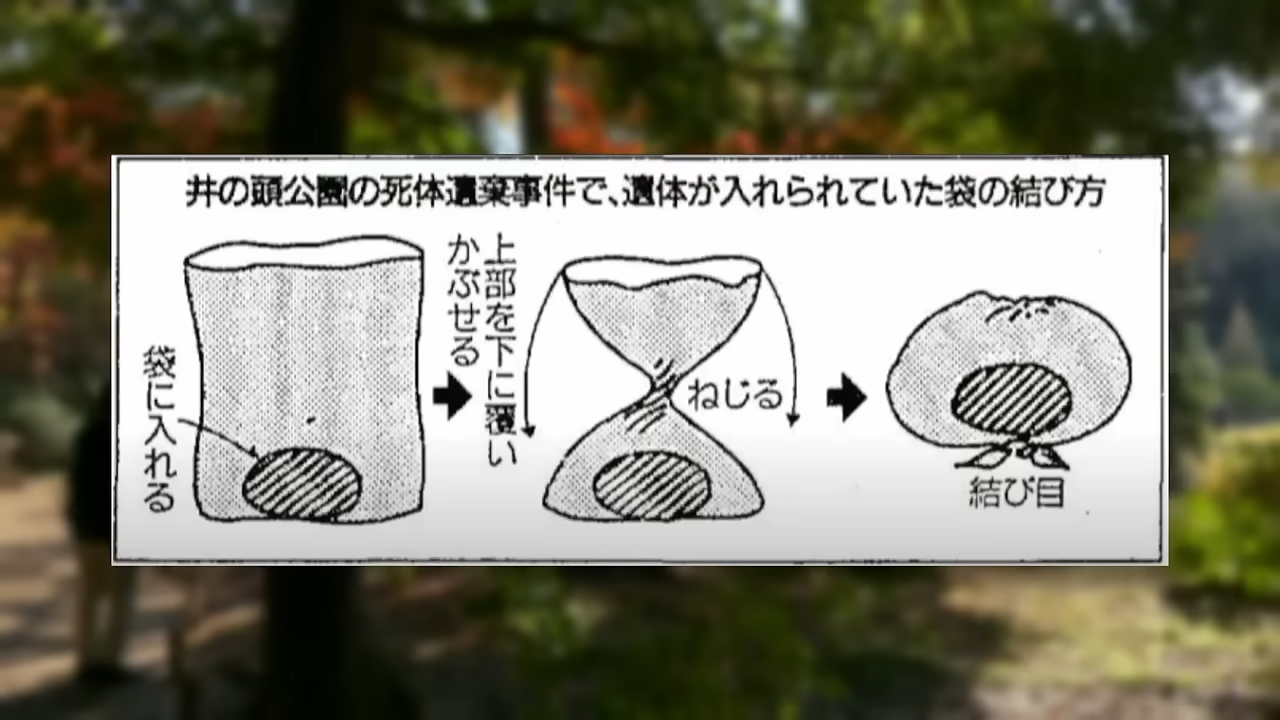 井の頭公園の死体遺棄事件で、遺体が入れられていた袋の結び方
袋に入れる
上部を下に覆い
かぶせる
ねじる
結び目